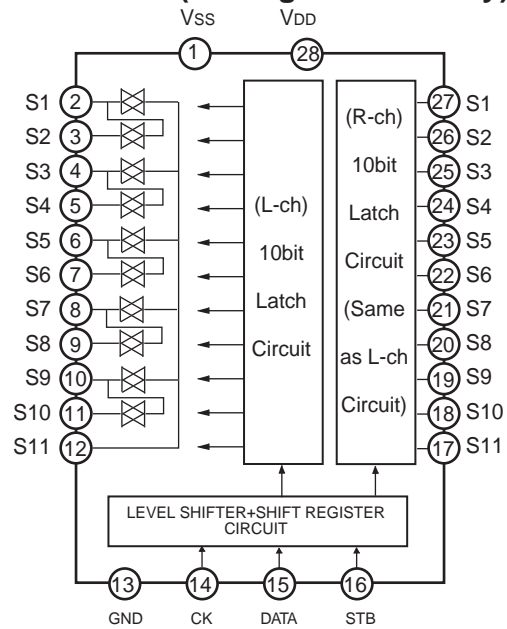 VSS VDD
1 28
S1 2 27 S1
S2 3 26 S2
S3 4 25 S3
S4 5 24 S4
S5 6 23 S5
S6 7 22 S6
S7 8 21 S7
S8 9 20 S8
S9 10 19 S9
S10 11 18 S10
S11 12 17 S11
(L-ch)
10bit
Latch
Circuit
(R-ch)
10bit
Latch
Circuit
(Same
as L-ch
Circuit)
LEVEL SHIFTER+SHIFT REGISTER
CIRCUIT
13 14 15 16
GND CK DATA STB